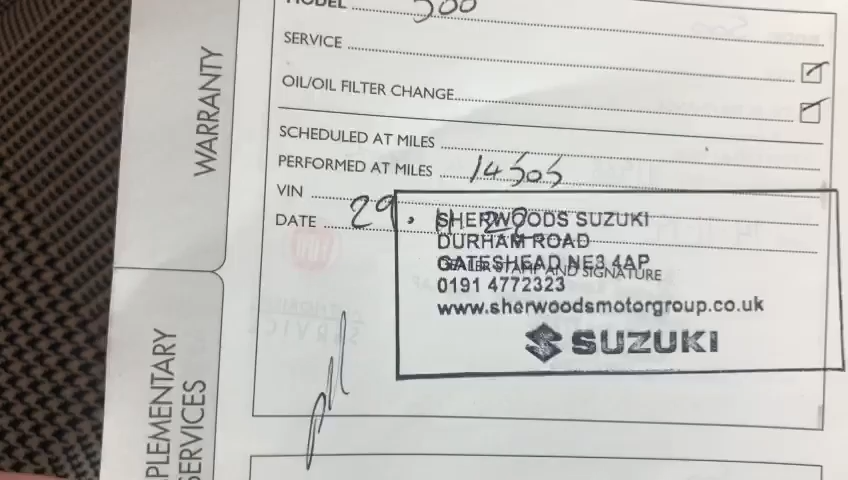 MODEL 500
SERVICE
OIL/OIL FILTER CHANGE
SCHEDULED AT MILES
PERFORMED AT MILES 14505
VIN
DATE 29.
SHERWOODS SUZUKI
DURHAM ROAD
GATESHEAD NE3 4AP
DEALER STAMP AND SIGNATURE
0191 4772323
www.sherwoodsmotorgroup.co.uk
SUZUKI
WARRANTY
PLEMENTARY
SERVICES